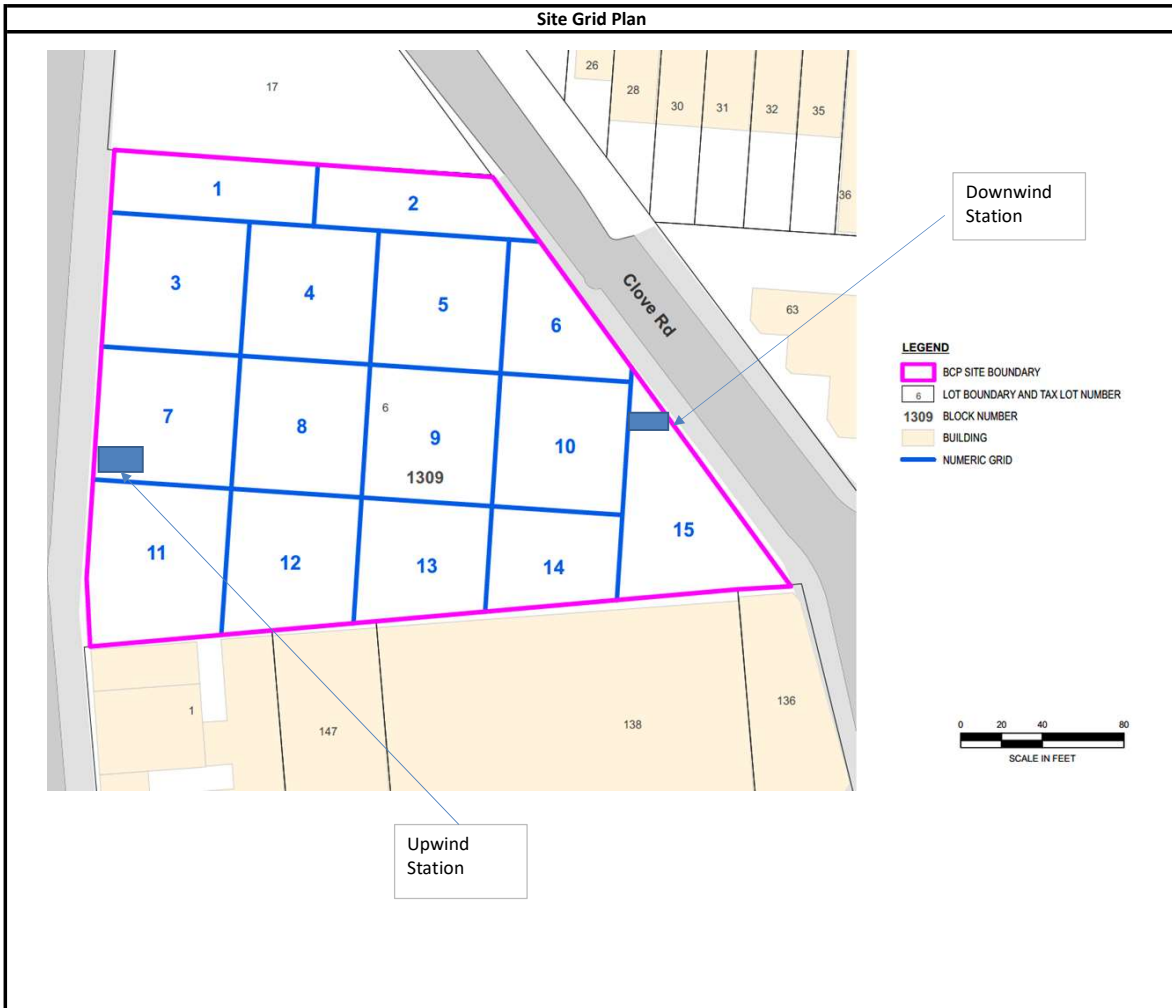 Site Grid Plan
17
26
28
30
31
32
35
36
1
2
Downwind
Station
3
4
5
6
Clove Rd
63
LEGEND
BCP SITE BOUNDARY
6 LOT BOUNDARY AND TAX LOT NUMBER
1309 BLOCK NUMBER
BUILDING
NUMERIC GRID
7
8
6
9
10
1309
11
12
13
14
15
1
147
138
136
0 20 40 80
SCALE IN FEET
Upwind
Station